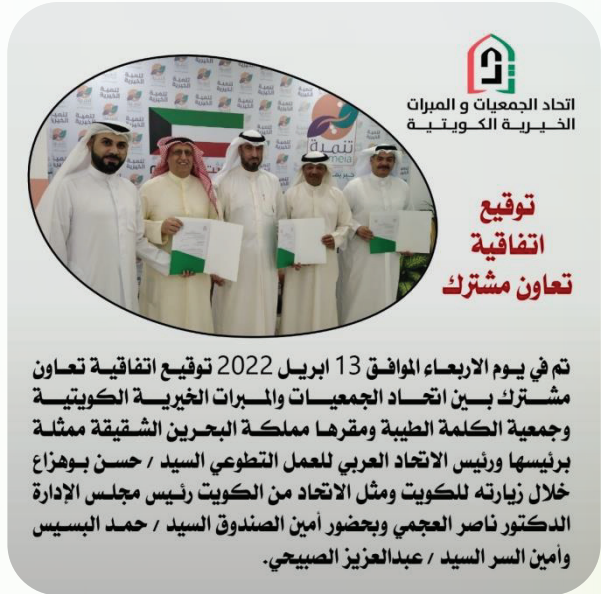 اتحاد الجمعيات و المبرات
الخيرية الكويتية
تنمية
توقيع
اتفاقية
تعاون مشترك
تم في يوم الاربعاء الموافق 13 ابريل 2022 توقيع اتفاقية تعاون
مشترك بين اتحاد الجمعيات والمبرات الخيرية الكويتية
وجمعية الكلمة الطيبة ومقرها مملكة البحرين الشقيقة ممثلة
برئيسها ورئيس الاتحاد العربي للعمل التطوعي السيد / حسن بوهزاع
خلال زيارته للكويت ومثل الاتحاد من الكويت رئيس مجلس الإدارة
الدكتور ناصر العجمي وبحضور أمين الصندوق السيد / حمد البسيس
وأمين السر السيد / عبدالعزيز الصبيحي.